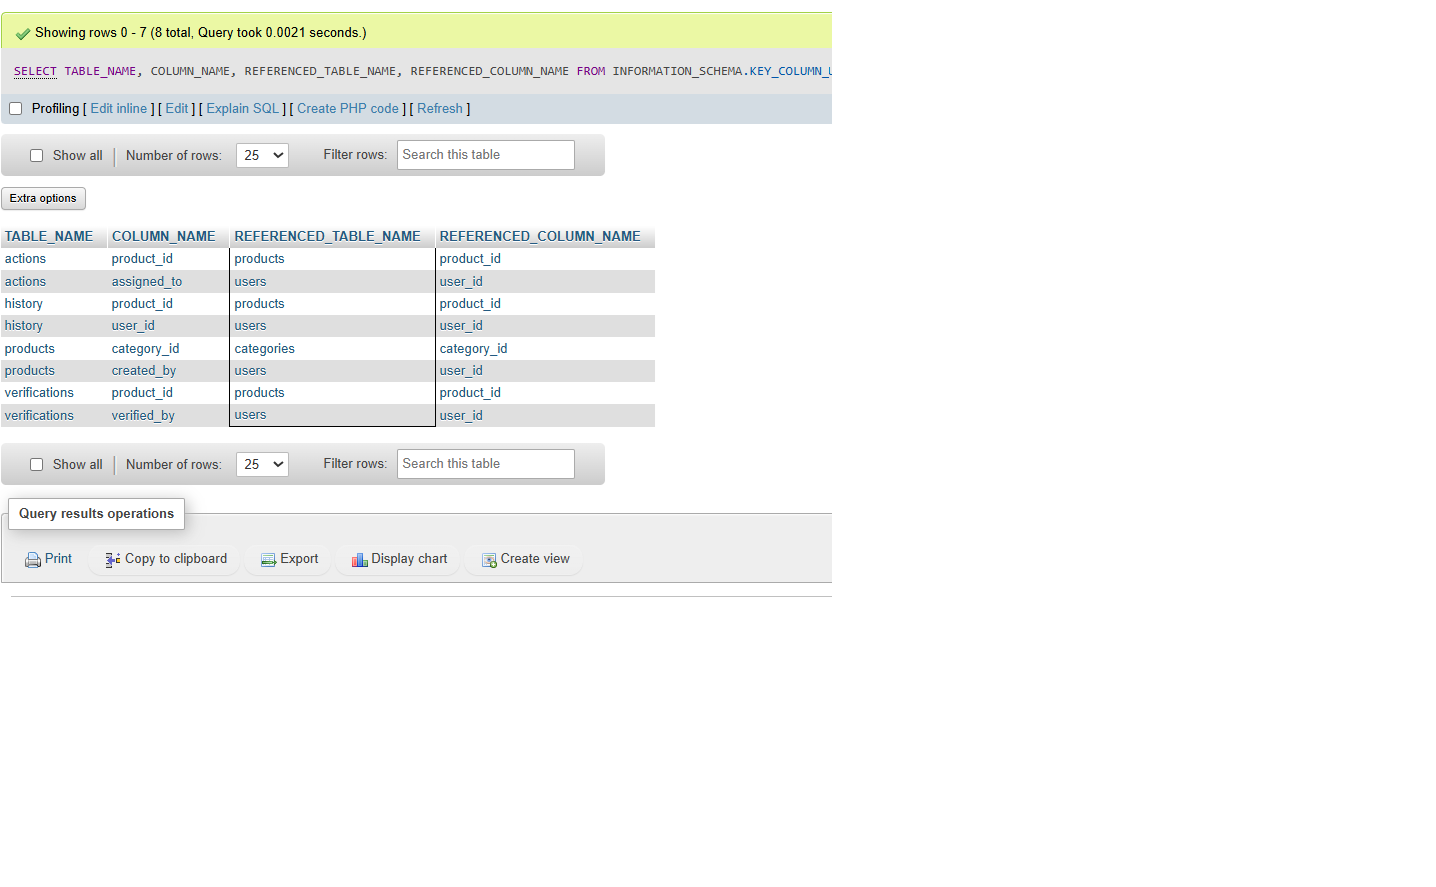 Showing rows 0 - 7 (8 total, Query took 0.0021 seconds.)
SELECT TABLE_NAME, COLUMN_NAME, REFERENCED_TABLE_NAME, REFERENCED_COLUMN_NAME FROM INFORMATION_SCHEMA.KEY_COLUMN_
Profiling [ Edit inline ] [ Edit ] [ Explain SQL ] [ Create PHP code ] [ Refresh ]
Show all Number of rows: 25 Filter rows: Search this table
Extra options
TABLE_NAME COLUMN_NAME REFERENCED_TABLE_NAME REFERENCED_COLUMN_NAME
actions product_id products product_id
actions assigned_to users user_id
history product_id products product_id
history user_id users user_id
products category_id categories category_id
products created_by users user_id
verifications product_id products product_id
verifications verified_by users user_id
Show all Number of rows: 25 Filter rows: Search this table
Query results operations
Print Copy to clipboard Export Display chart Create view